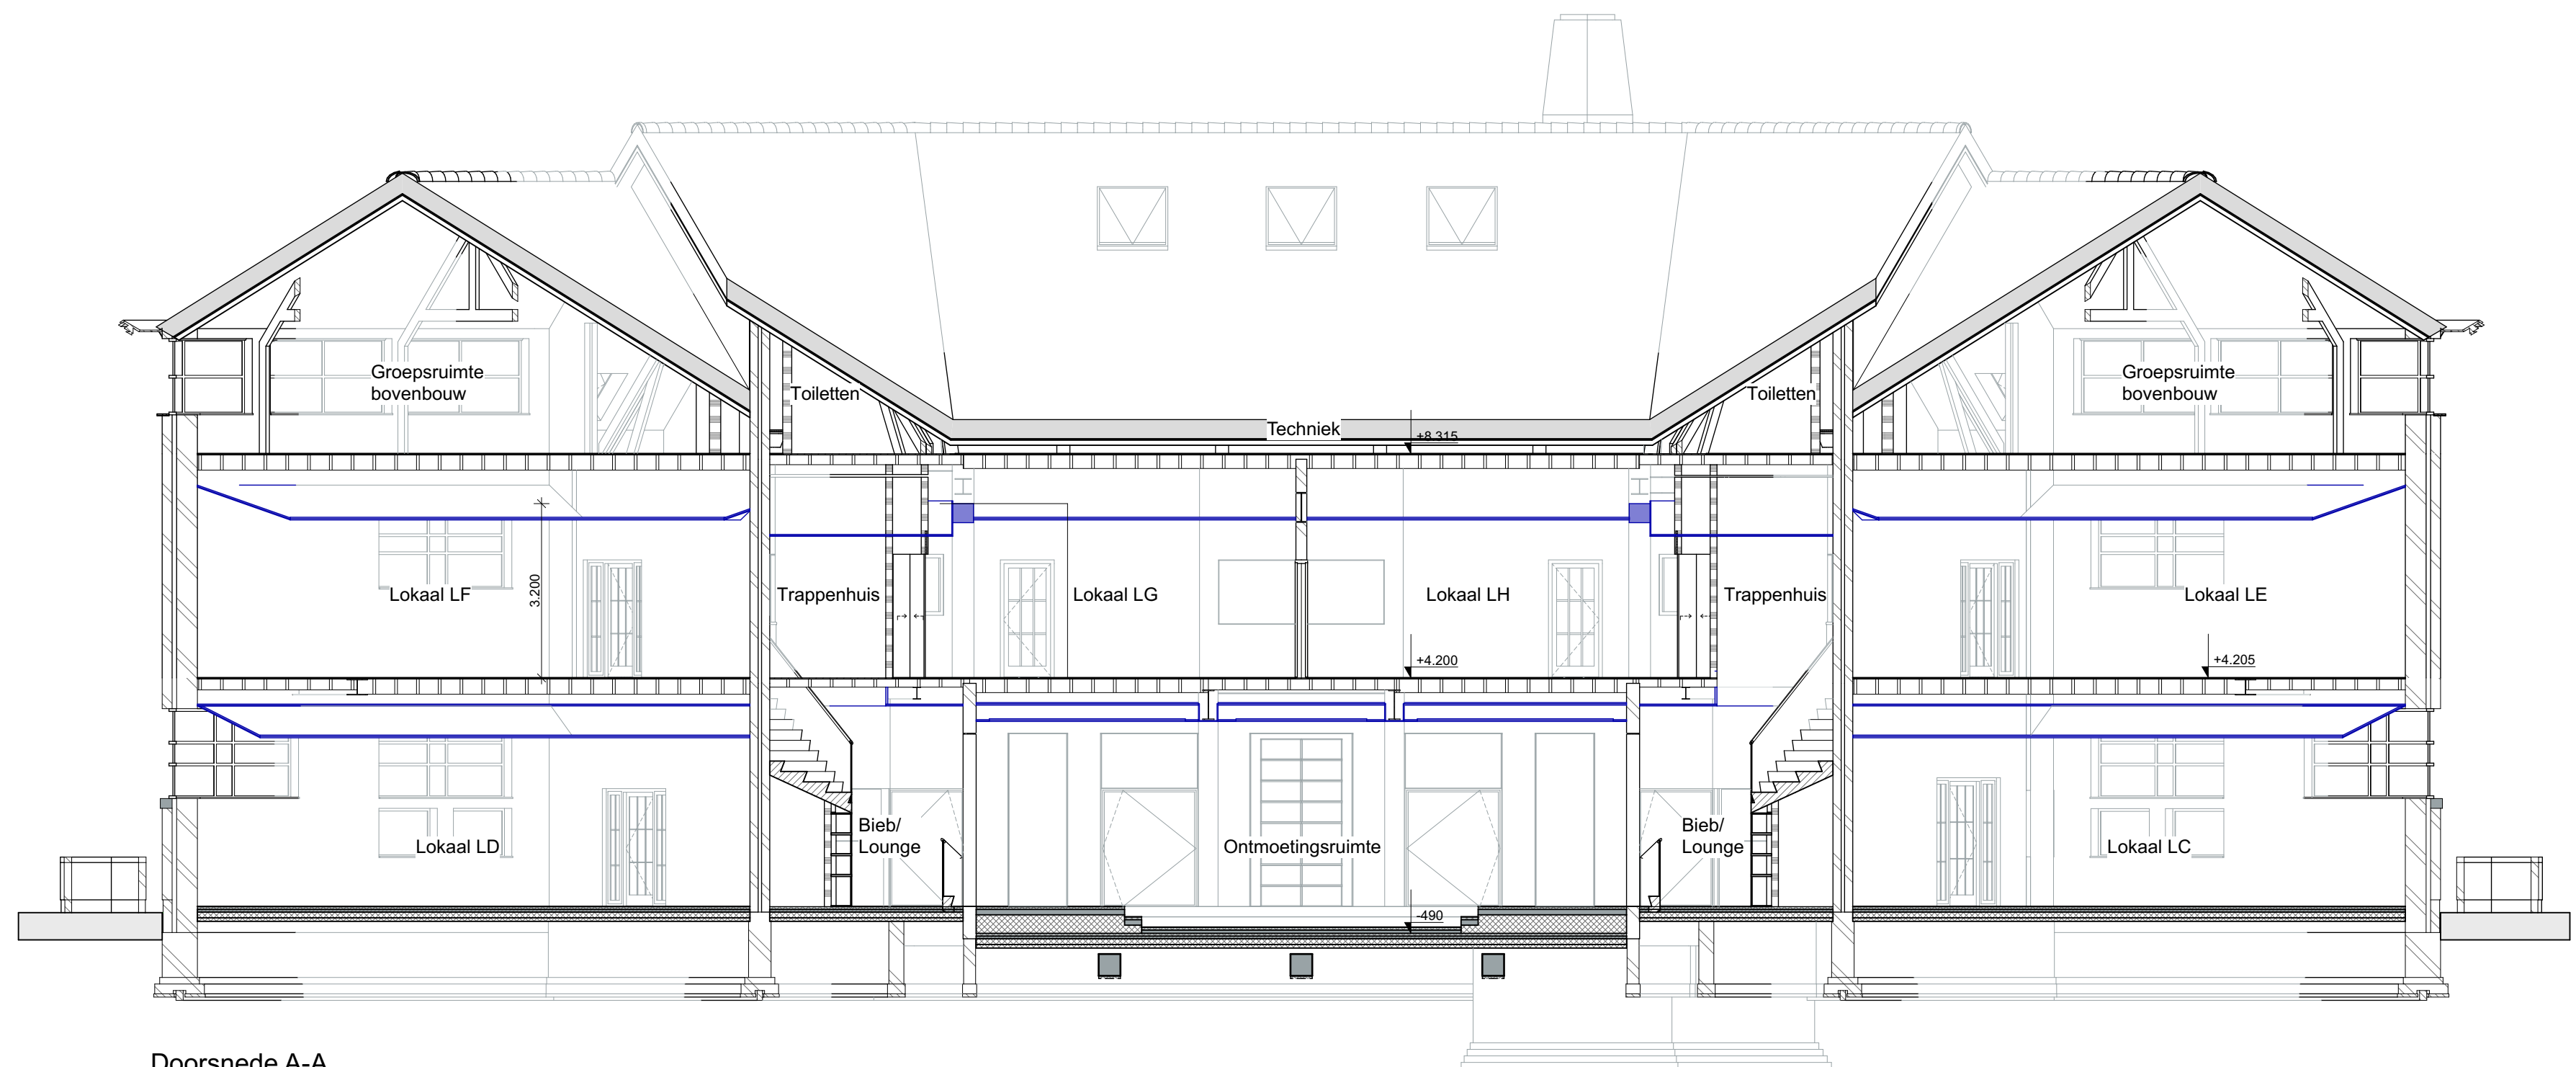 Groepsruimte
bovenbouw
Toiletten
Techniek
+8.315
Toiletten
Groepsruimte
bovenbouw
Lokaal LF
3.200
Trappenhuis
Lokaal LG
Lokaal LH
Trappenhuis
Lokaal LE
+4.200
+4.205
Lokaal LD
Bieb/
Lounge
Ontmoetingsruimte
Bieb/
Lounge
Lokaal LC
-490
Doorsnede A-A